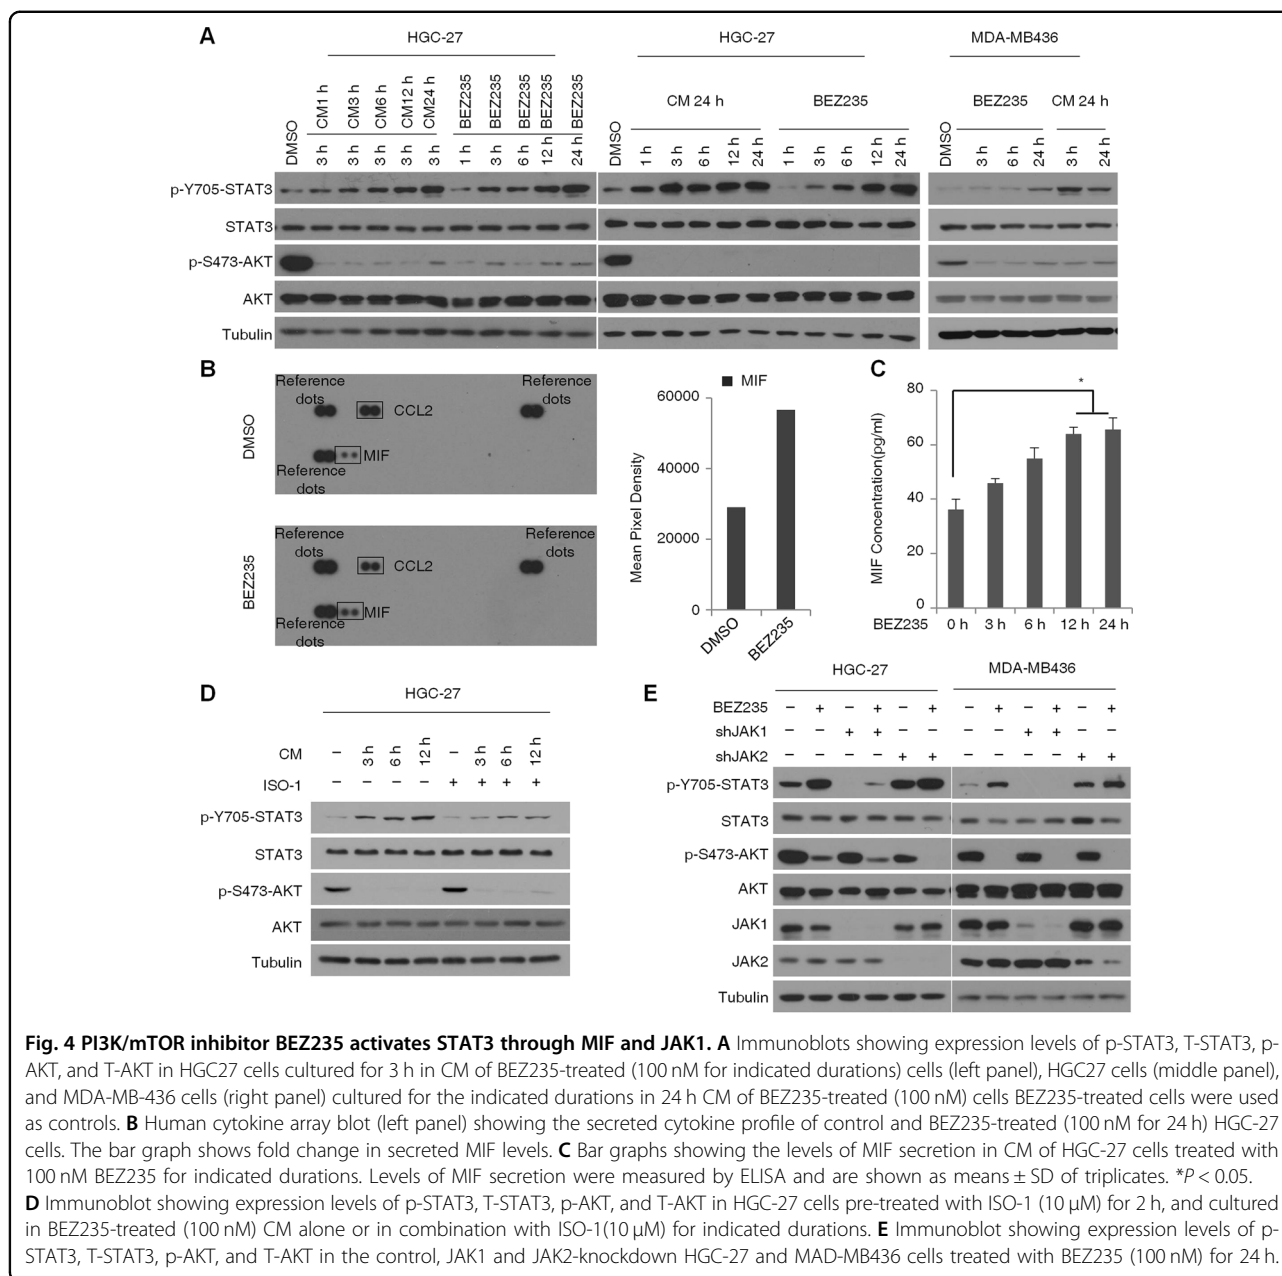 A
HGC-27
HGC-27
MDA-MB436
DMSO
CM1 h
CM3 h
CM6 h
CM12 h
CM24 h
BEZ235
BEZ235
BEZ235
BEZ235
BEZ235
3 h
3 h
3 h
3 h
3 h
1 h
3 h
6 h
12 h
24 h
DMSO
CM 24 h
BEZ235
1 h
3 h
6 h
12 h
24 h
1 h
3 h
6 h
12 h
24 h
DMSO
BEZ235
CM 24 h
3 h
6 h
24 h
3 h
24 h
p-Y705-STAT3
STAT3
p-S473-AKT
AKT
Tubulin
B
DMSO
Reference
dots
CCL2
Reference
dots
MIF
Reference
dots
BEZ235
Reference
dots
CCL2
Reference
dots
MIF
Reference
dots
MIF
Mean Pixel Density
60000
40000
20000
0
DMSO
BEZ235
C
MIF Concentration(pg/ml)
80
60
40
20
0
*
BEZ235 0 h 3 h 6 h 12 h 24 h
D
HGC-27
CM – 3 h 6 h 12 h – 3 h 6 h 12 h
ISO-1 – – – – + + + +
p-Y705-STAT3
STAT3
p-S473-AKT
AKT
Tubulin
E
HGC-27
MDA-MB436
BEZ235 – + – + – + – + – + – +
shJAK1 – – + + – – – – + + – –
shJAK2 – – – – + + – – – – + +
p-Y705-STAT3
STAT3
p-S473-AKT
AKT
JAK1
JAK2
Tubulin
Fig. 4 PI3K/mTOR inhibitor BEZ235 activates STAT3 through MIF and JAK1. A Immunoblots showing expression levels of p-STAT3, T-STAT3, p-
AKT, and T-AKT in HGC27 cells cultured for 3 h in CM of BEZ235-treated (100 nM for indicated durations) cells (left panel), HGC27 cells (middle panel),
and MDA-MB-436 cells (right panel) cultured for the indicated durations in 24 h CM of BEZ235-treated (100 nM) cells BEZ235-treated cells were used
as controls. B Human cytokine array blot (left panel) showing the secreted cytokine profile of control and BEZ235-treated (100 nM for 24 h) HGC-27
cells. The bar graph shows fold change in secreted MIF levels. C Bar graphs showing the levels of MIF secretion in CM of HGC-27 cells treated with
100 nM BEZ235 for indicated durations. Levels of MIF secretion were measured by ELISA and are shown as means ± SD of triplicates. *P < 0.05.
D Immunoblot showing expression levels of p-STAT3, T-STAT3, p-AKT, and T-AKT in HGC-27 cells pre-treated with ISO-1 (10 µM) for 2 h, and cultured
in BEZ235-treated (100 nM) CM alone or in combination with ISO-1(10 µM) for indicated durations. E Immunoblot showing expression levels of p-
STAT3, T-STAT3, p-AKT, and T-AKT in the control, JAK1 and JAK2-knockdown HGC-27 and MAD-MB436 cells treated with BEZ235 (100 nM) for 24 h.